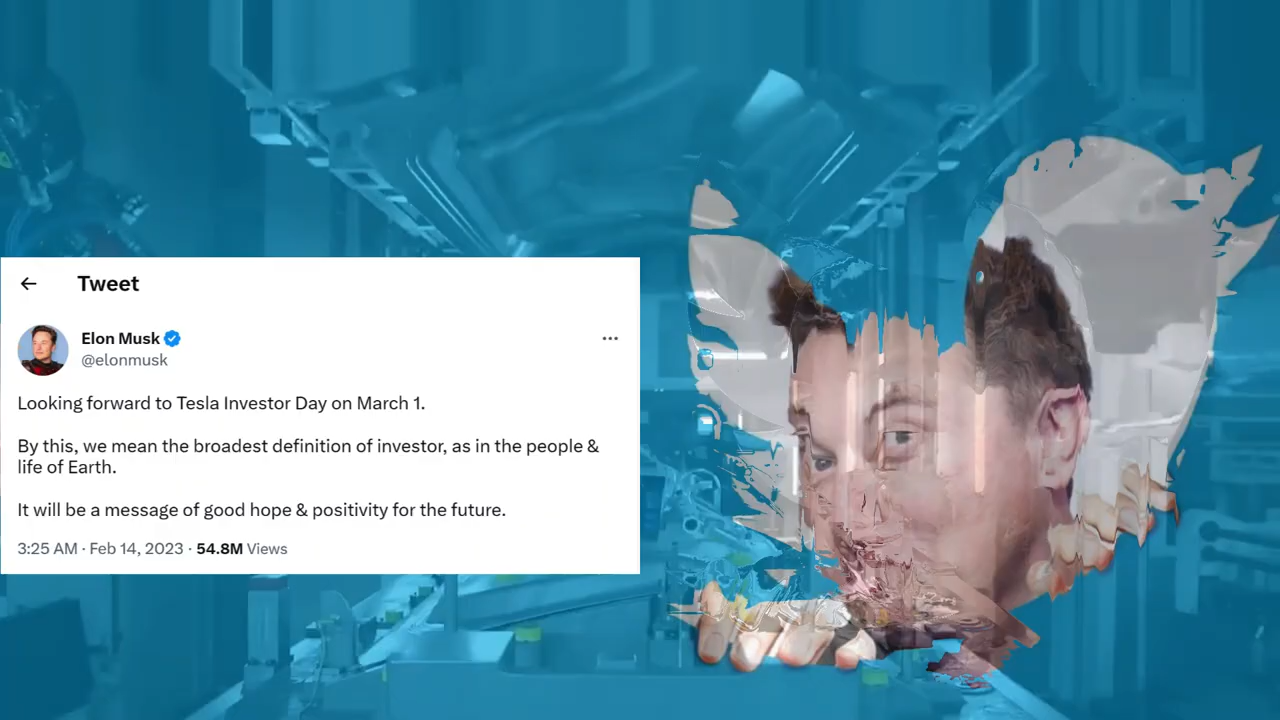 Tweet
Elon Musk
@elonmusk
Looking forward to Tesla Investor Day on March 1.
By this, we mean the broadest definition of investor, as in the people &
life of Earth.
It will be a message of good hope & positivity for the future.
3:25 AM · Feb 14, 2023 · 54.8M Views